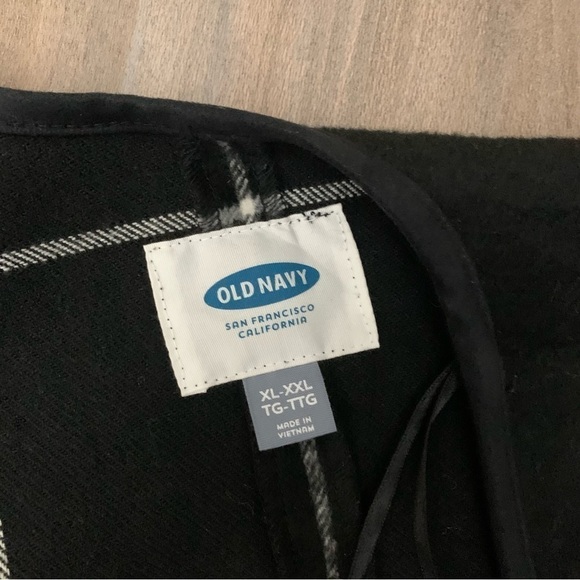 OLD NAVY
SAN FRANCISCO
CALIFORNIA
XL-XXL
TG-TTG
MADE IN
VIETNAM